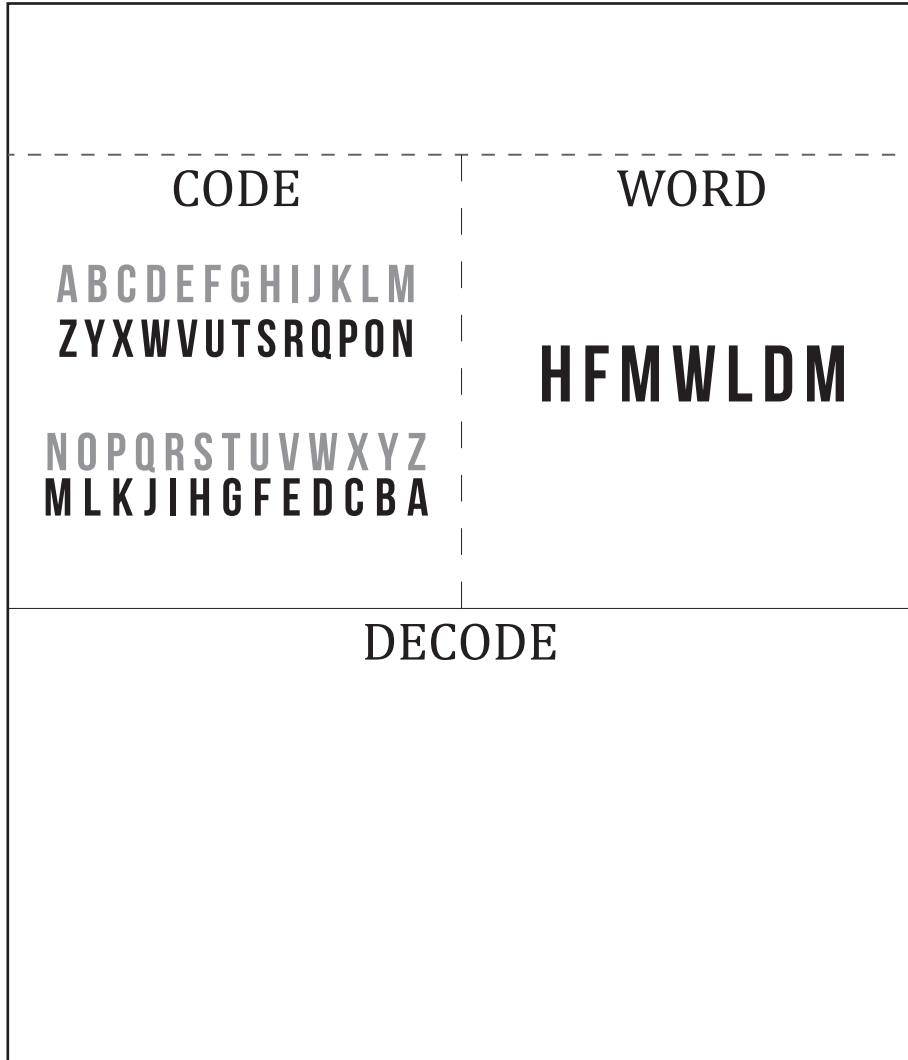 CODE
ABCDEFGHIJKLM
ZYXWVUTSRQPON
NOPQRSTUVWXYZ
MLKJIHGFEDCBA
WORD
HFMWLDM
DECODE